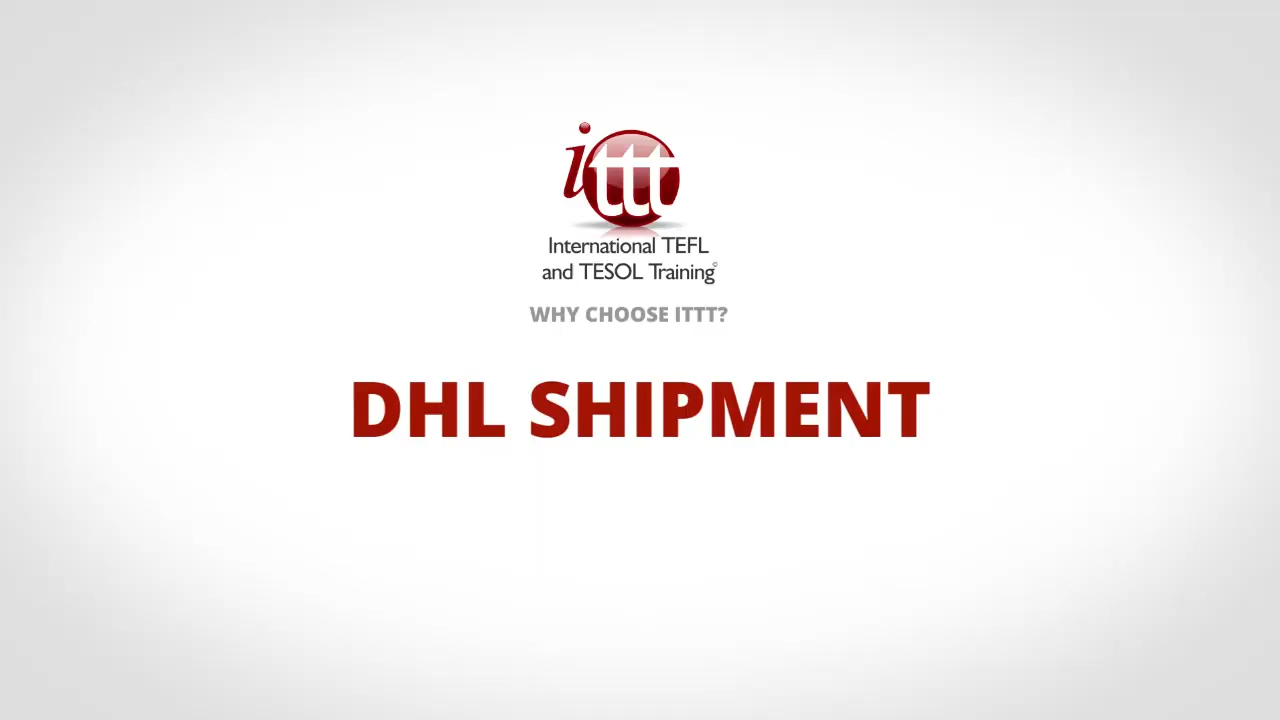 ittt
International TEFL
and TESOL Training©
WHY CHOOSE ITTT?
DHL SHIPMENT